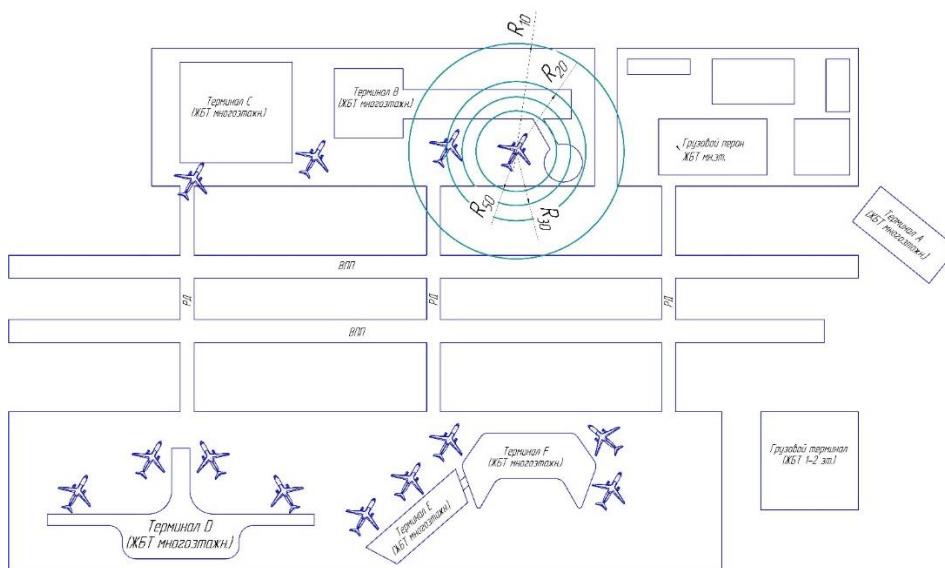 R10
R20
Терминал C
(ЖБТ многоэтажн.)
Терминал B
(ЖБТ многоэтажн.)
Грузовой перон
ЖБТ мн.эт.
R50
R30
Терминал A
(ЖБТ многоэтажн.)
ВПП
РД
РД
РД
ВПП
Терминал F
(ЖБТ многоэтажн.)
Грузовой терминал
(ЖБТ 1-2 эт.)
Терминал E
(ЖБТ многоэтажн.)
Терминал D
(ЖБТ многоэтажн.)